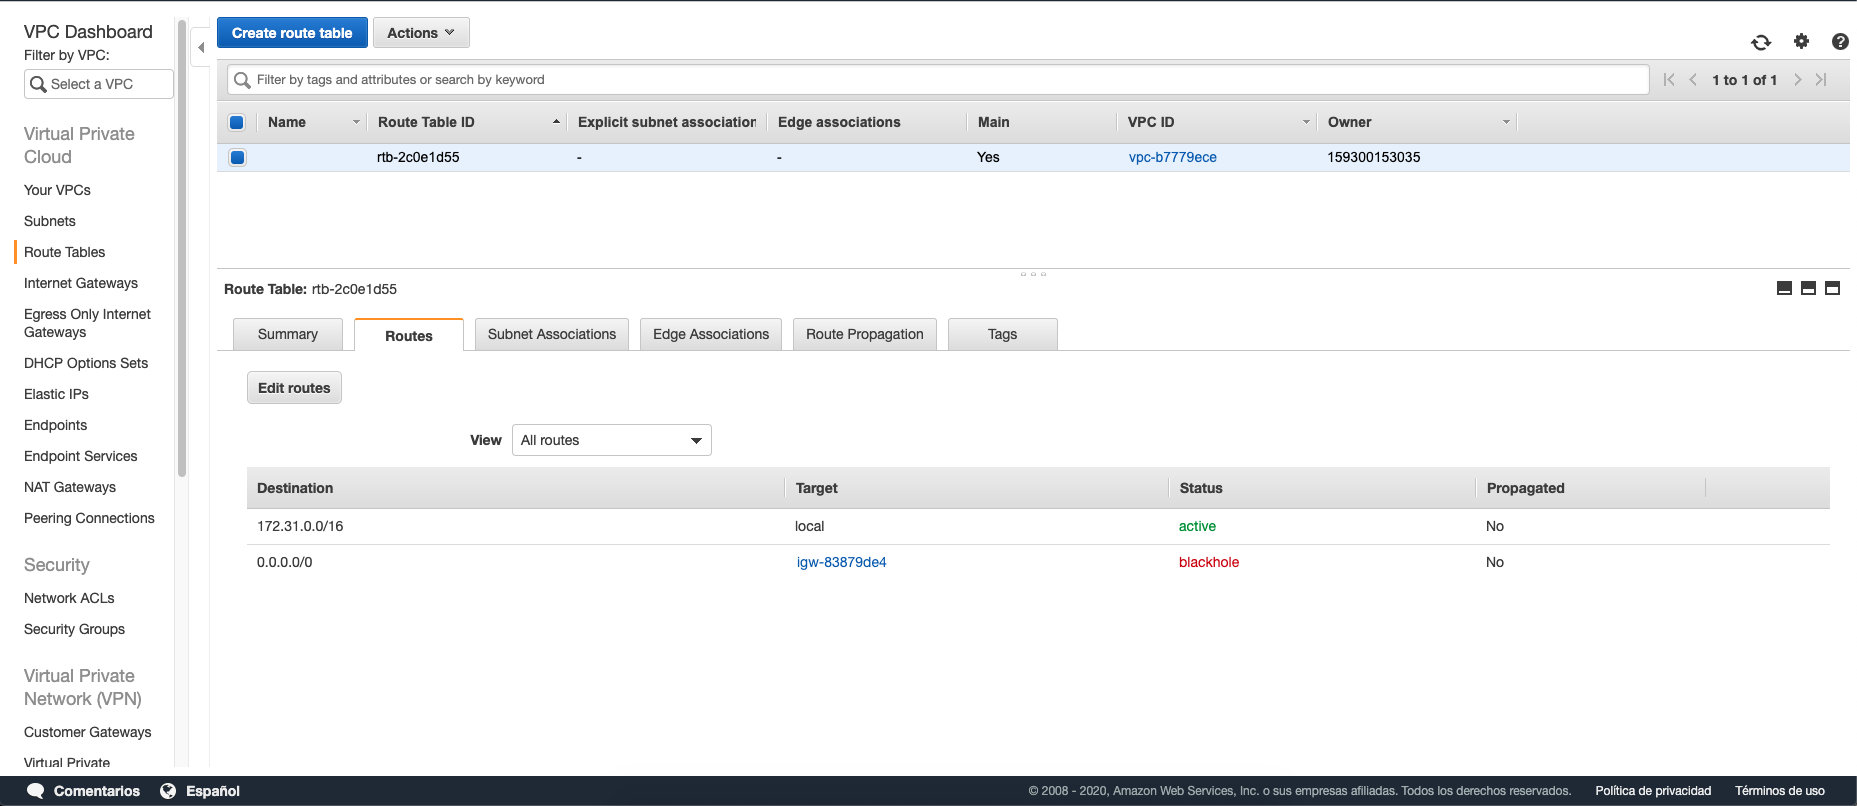 VPC Dashboard
Filter by VPC:
Select a VPC
Virtual Private
Cloud
Your VPCs
Subnets
Route Tables
Internet Gateways
Egress Only Internet
Gateways
DHCP Options Sets
Elastic IPs
Endpoints
Endpoint Services
NAT Gateways
Peering Connections
Security
Network ACLs
Security Groups
Virtual Private
Network (VPN)
Customer Gateways
Virtual Private
Create route table Actions
Filter by tags and attributes or search by keyword 1 to 1 of 1
Name Route Table ID Explicit subnet association Edge associations Main VPC ID Owner
rtb-2c0e1d55 - - Yes vpc-b7779ece 159300153035
Route Table: rtb-2c0e1d55
Summary Routes Subnet Associations Edge Associations Route Propagation Tags
Edit routes
View All routes
Destination Target Status Propagated
172.31.0.0/16 local active No
0.0.0.0/0 igw-83879de4 blackhole No
Comentarios Español © 2008 - 2020, Amazon Web Services, Inc. o sus empresas afiliadas. Todos los derechos reservados. Política de privacidad Términos de uso